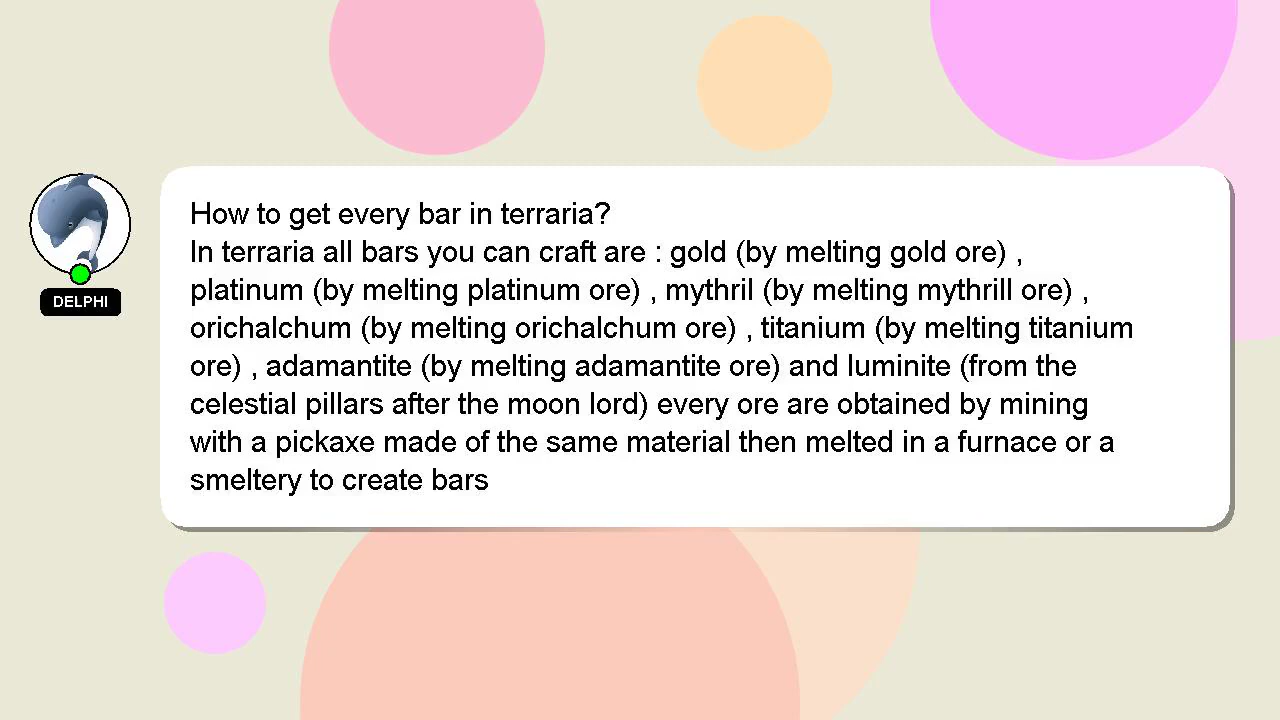 How to get every bar in terraria?
In terraria all bars you can craft are : gold (by melting gold ore) ,
platinum (by melting platinum ore) , mythril (by melting mythrill ore) ,
orichalchum (by melting orichalchum ore) , titanium (by melting titanium
ore) , adamantite (by melting adamantite ore) and luminite (from the
celestial pillars after the moon lord) every ore are obtained by mining
with a pickaxe made of the same material then melted in a furnace or a
smeltery to create bars
DELPHI